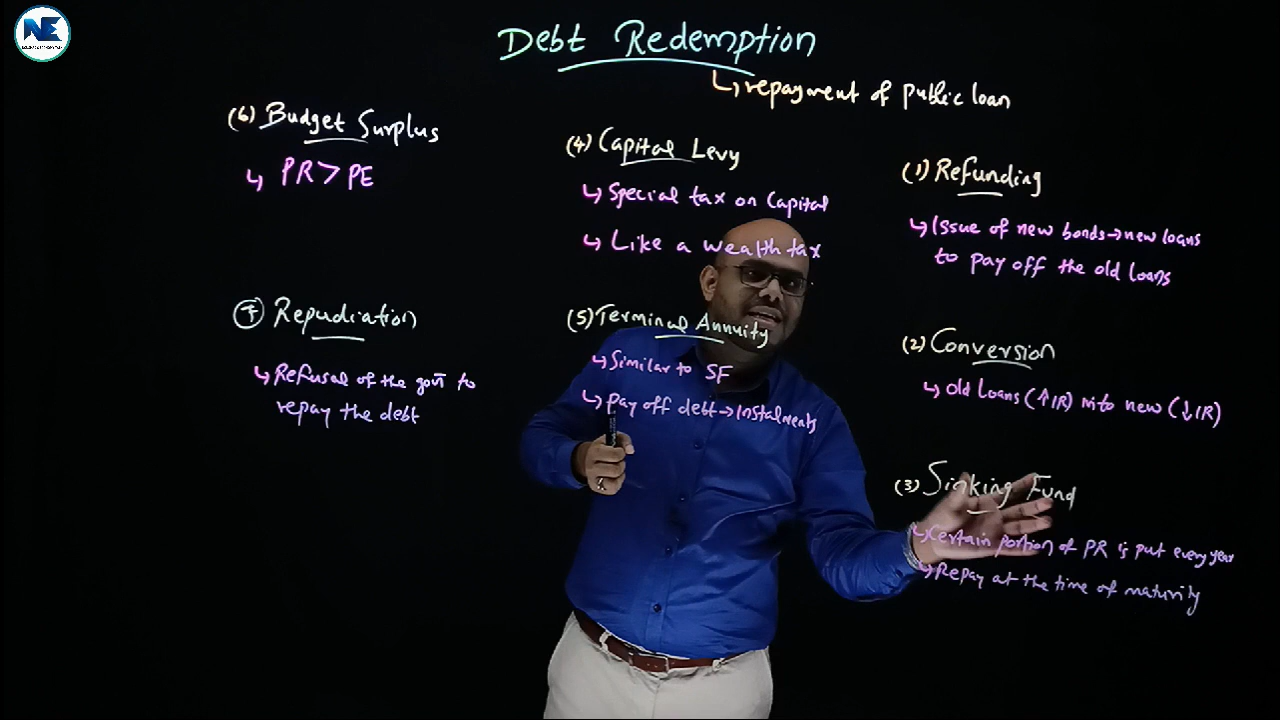 NE
Debt Redemption
↳ repayment of public loan
(6) Budget Surplus
↳ PR > PE
(4) Capital Levy
↳ Special tax on Capital
↳ Like a wealth tax
(1) Refunding
↳ Issue of new bonds → new loans
to pay off the old loans
(7) Repudiation
↳ Refusal of the govt to
repay the debt
(5) Terminal Annuity
↳ Similar to SF
↳ Pay off debt → Instalments
(2) Conversion
↳ old loans (↑IR) into new (↓IR)
(3) Sinking Fund
↳ Certain portion of PR is put every year
↳ Repay at the time of maturity